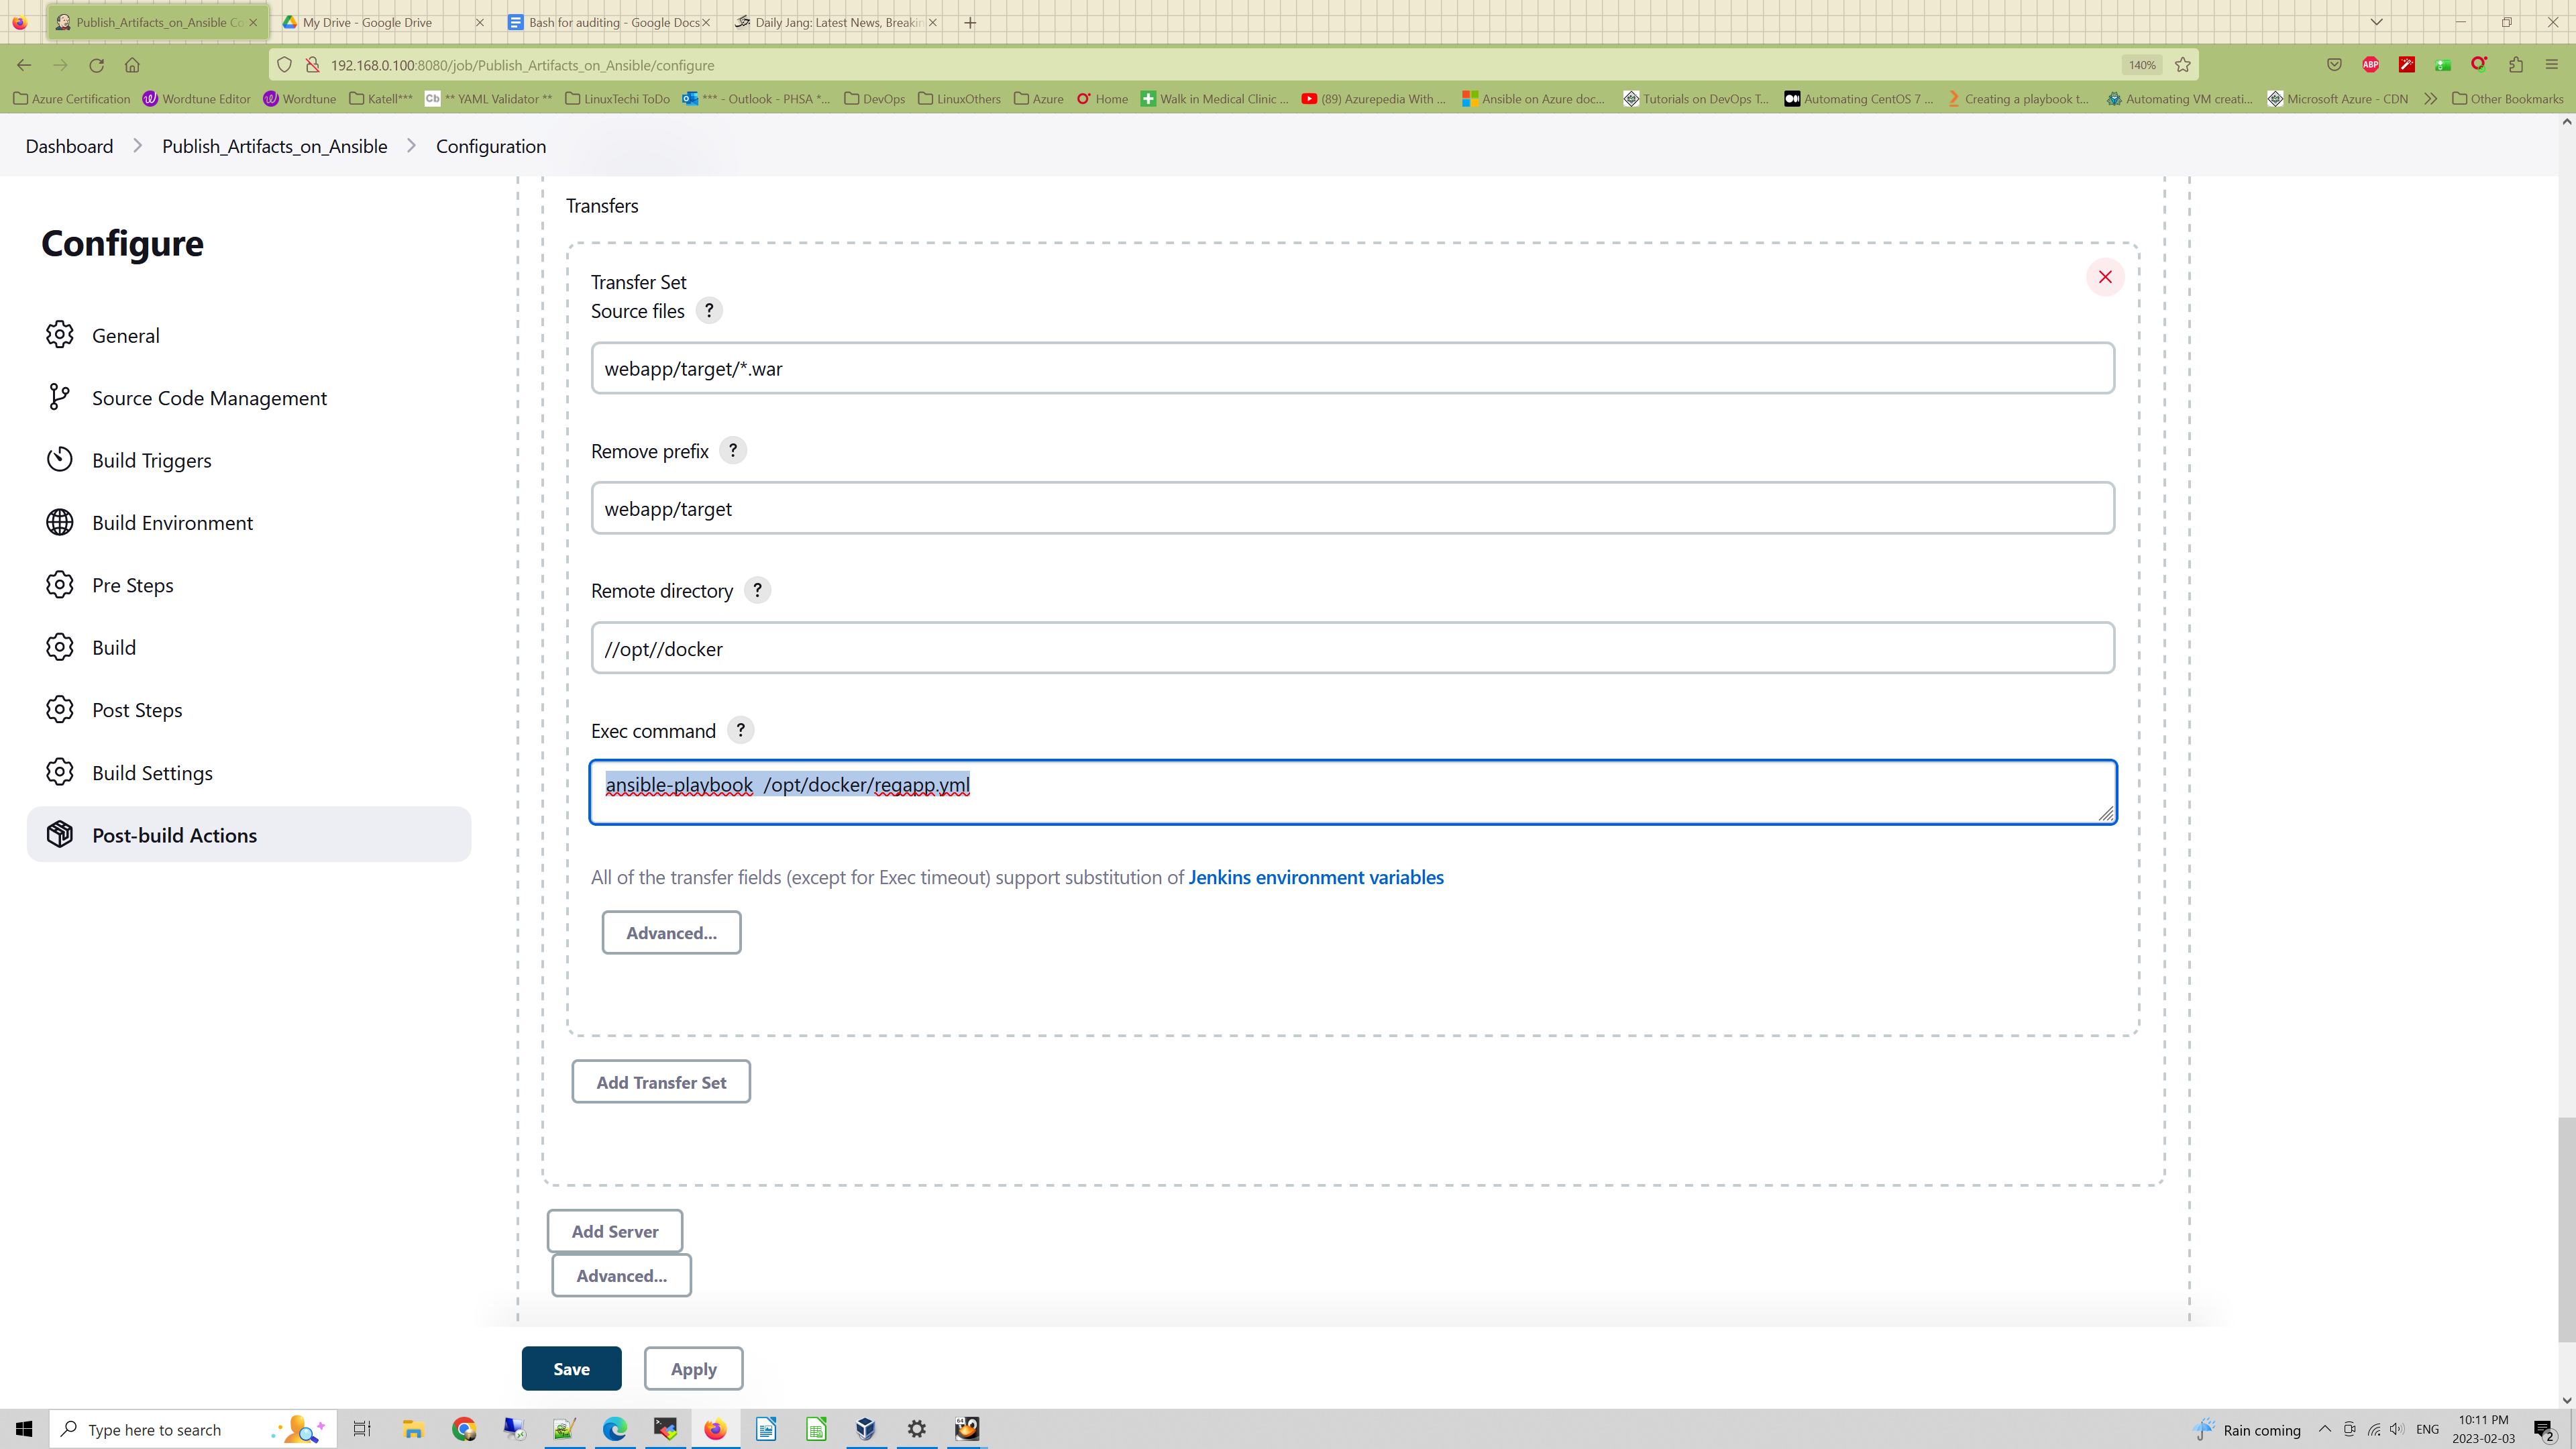 Publish_Artifacts_on_Ansible Co
My Drive - Google Drive
Bash for auditing - Google Docs
Daily Jang: Latest News, Breakin
192.168.0.100:8080/job/Publish_Artifacts_on_Ansible/configure
140%
ABP
Azure Certification
Wordtune Editor
Wordtune
Katell***
Cb
** YAML Validator **
LinuxTechi ToDo
*** - Outlook - PHSA *...
DevOps
LinuxOthers
Azure
Home
Walk in Medical Clinic ...
(89) Azurepedia With ...
Ansible on Azure doc...
Tutorials on DevOps T...
Automating CentOS 7 ...
Creating a playbook t...
Automating VM creati...
Microsoft Azure - CDN
Other Bookmarks
Dashboard
Publish_Artifacts_on_Ansible
Configuration
Configure
General
Source Code Management
Build Triggers
Build Environment
Pre Steps
Build
Post Steps
Build Settings
Post-build Actions
Transfers
Transfer Set
Source files ?
webapp/target/*.war
Remove prefix ?
webapp/target
Remote directory ?
//opt//docker
Exec command ?
ansible-playbook  /opt/docker/regapp.yml
All of the transfer fields (except for Exec timeout) support substitution of Jenkins environment variables
Advanced...
Add Transfer Set
Add Server
Advanced...
Save
Apply
Type here to search
Rain coming
ENG
10:11 PM
2023-02-03
2